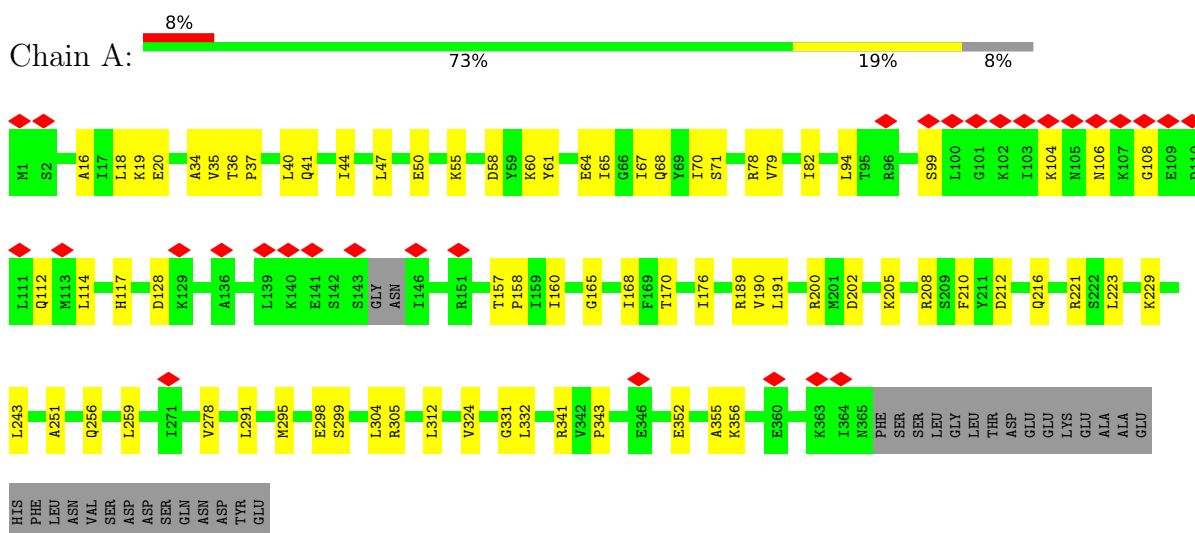 8%
Chain A:
73% 19% 8%
M1 S2 A16 I17 L18 K19 E20 A34 V35 T36 P37 L40 Q41 I44 L47 E50 K55 D58 Y59 K60 Y61 E64 I65 G66 I67 Q68 Y69 I70 S71 R78 V79 I82 L94 T95 R96 S99 L100 G101 K102 I103 K104 N105 N106 K107 G108 E109
L111 Q112 M113 L114 H117 D128 K129 A136 L139 K140 E141 S142 S143 GLY ASN I146 R151 T157 P158 I159 I160 G165 I168 F169 T170 I176 R189 V190 L191 R200 M201 D202 K205 R208 S209 F210 Y211 D212 Q216 R221 S222 L223 K229
L243 A251 Q256 L259 I271 V278 L291 M295 E298 S299 L304 R305 L312 V324 G331 L332 R341 V342 P343 E346 E352 A355 K356 E360 K363 I364 N365 PHE SER SER LEU GLY LEU THR ASP GLU GLU LYS GLU ALA ALA GLU
HIS PHE LEU ASN VAL SER ASP ASP SER GLN ASN ASP TYR GLU